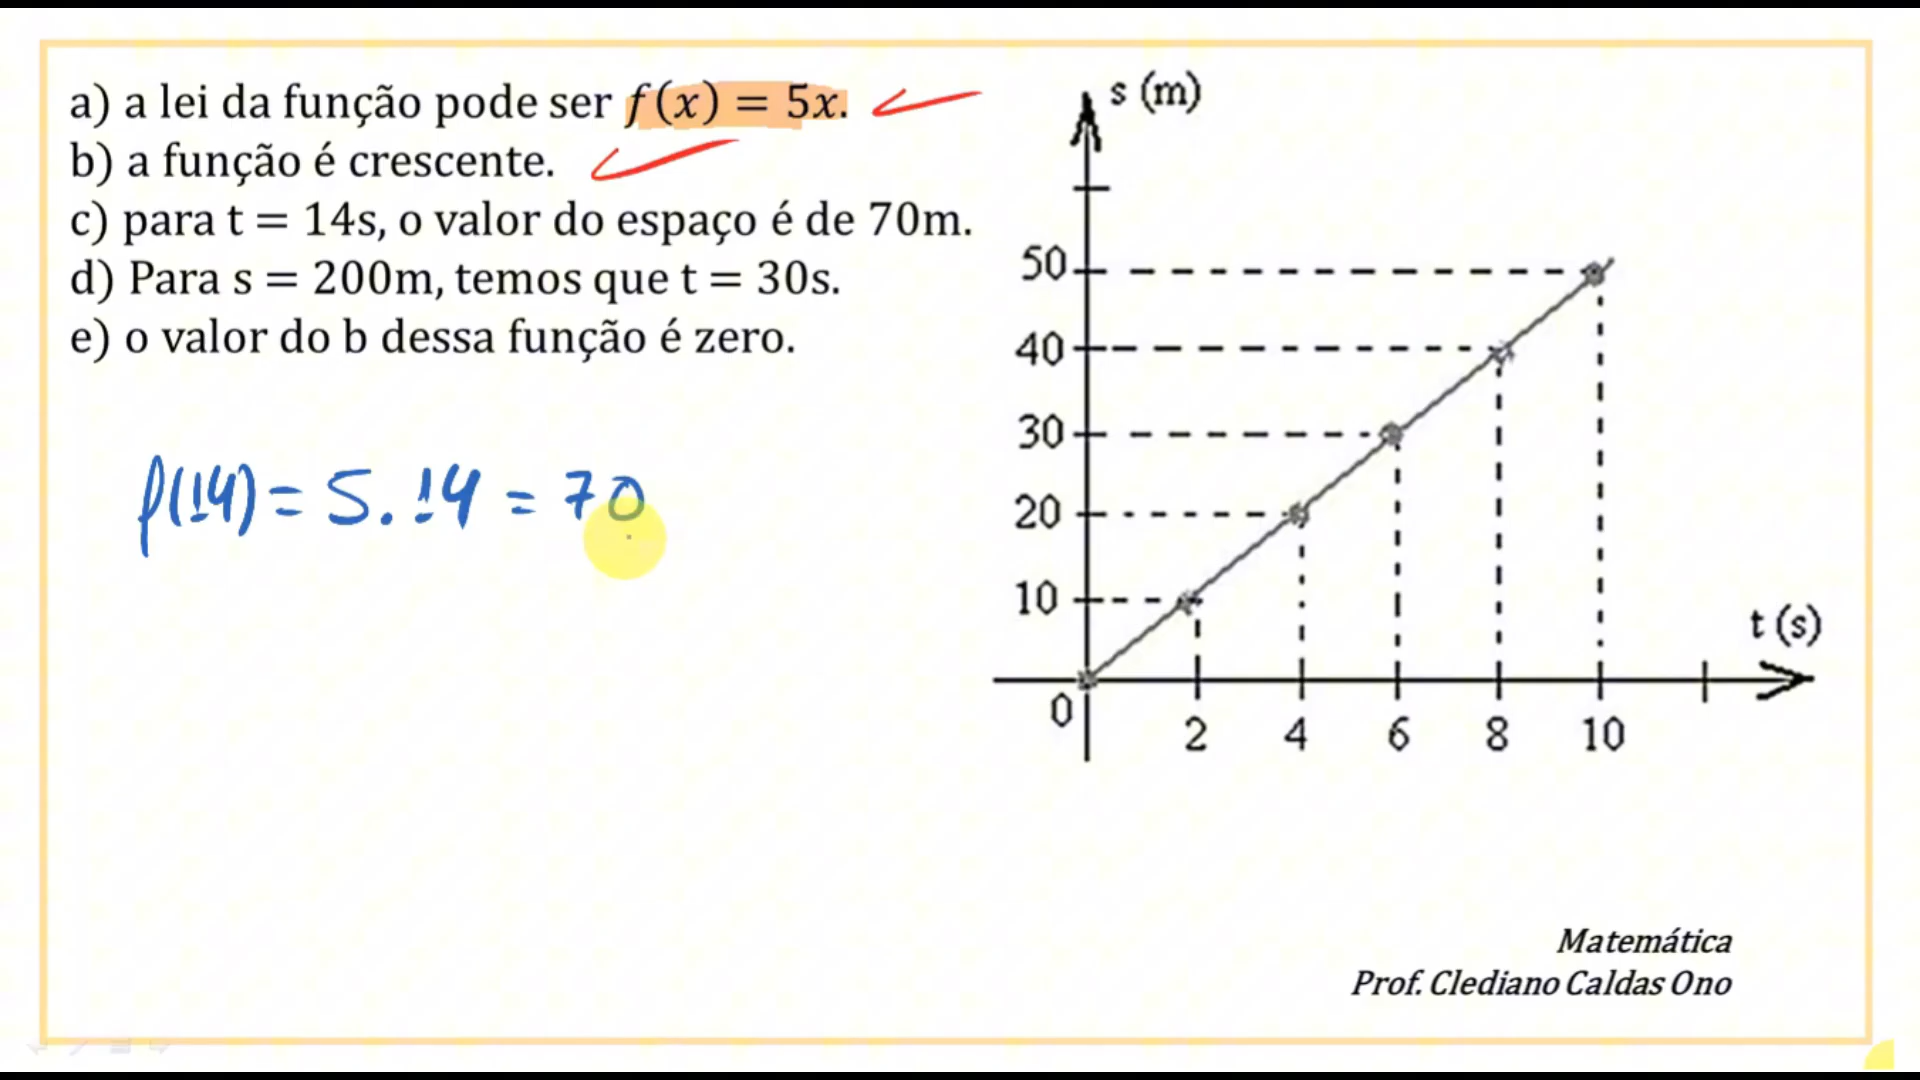 a) a lei da função pode ser f(x) = 5x.
b) a função é crescente.
c) para t = 14s, o valor do espaço é de 70m.
d) Para s = 200m, temos que t = 30s.
e) o valor do b dessa função é zero.
f(14) = 5 . 14 = 70
s (m)
50
40
30
20
10
t (s)
0
2 4 6 8 10
Matemática
Prof. Clediano Caldas Ono